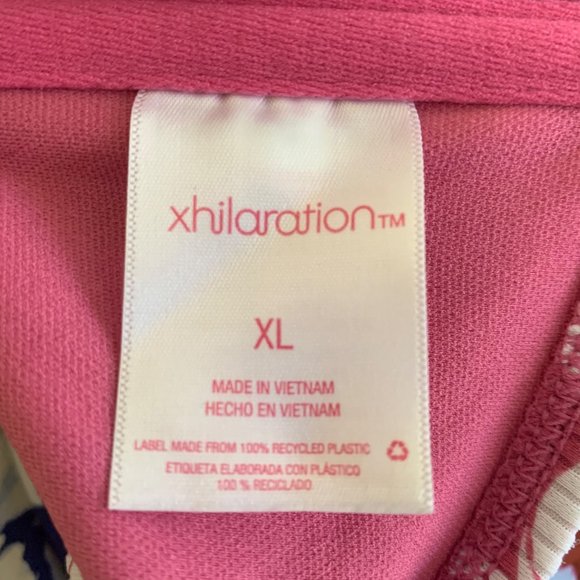 xhilaration™
XL
MADE IN VIETNAM
HECHO EN VIETNAM
LABEL MADE FROM 100% RECYCLED PLASTIC
ETIQUETA ELABORADA CON PLÁSTICO
100 % RECICLADO